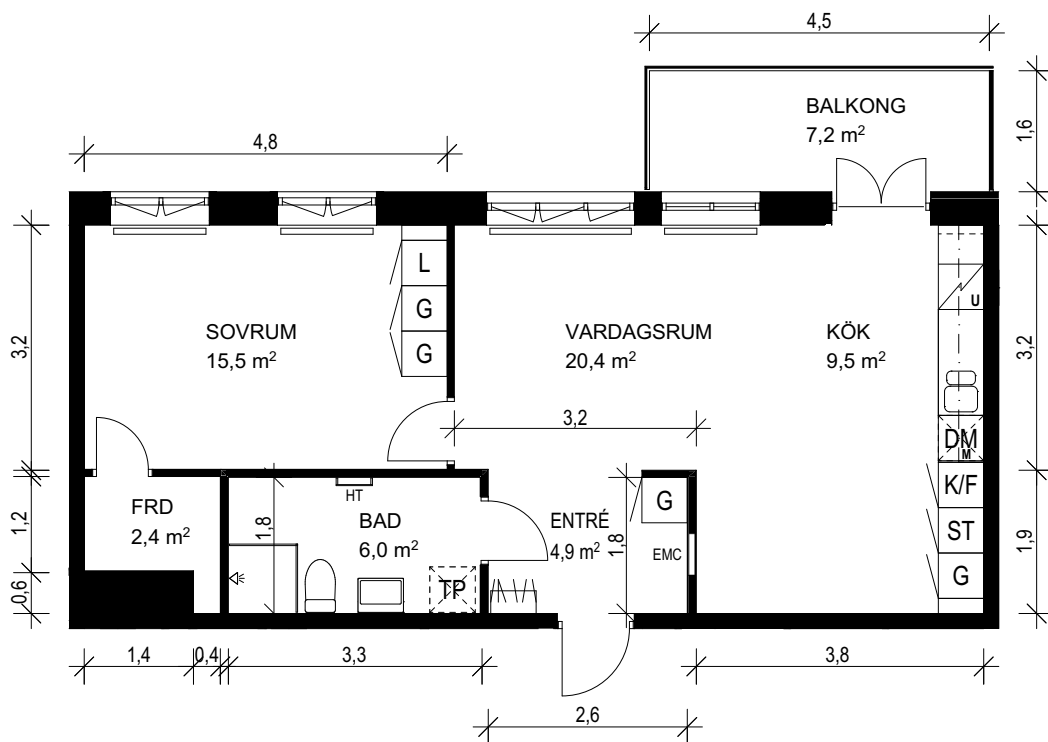 4,5
BALKONG
7,2 m²
1,6
4,8
L
G
G
U
SOVRUM
15,5 m²
VARDAGSRUM
20,4 m²
KÖK
9,5 m²
3,2
3,2
3,2
DM
M
K/F
ST
G
HT
FRD
2,4 m²
BAD
6,0 m²
ENTRÉ
4,9 m²
G
EMC
TP
1,2
0,6
1,8
1,8
1,9
1,4
0,4
3,3
3,8
2,6